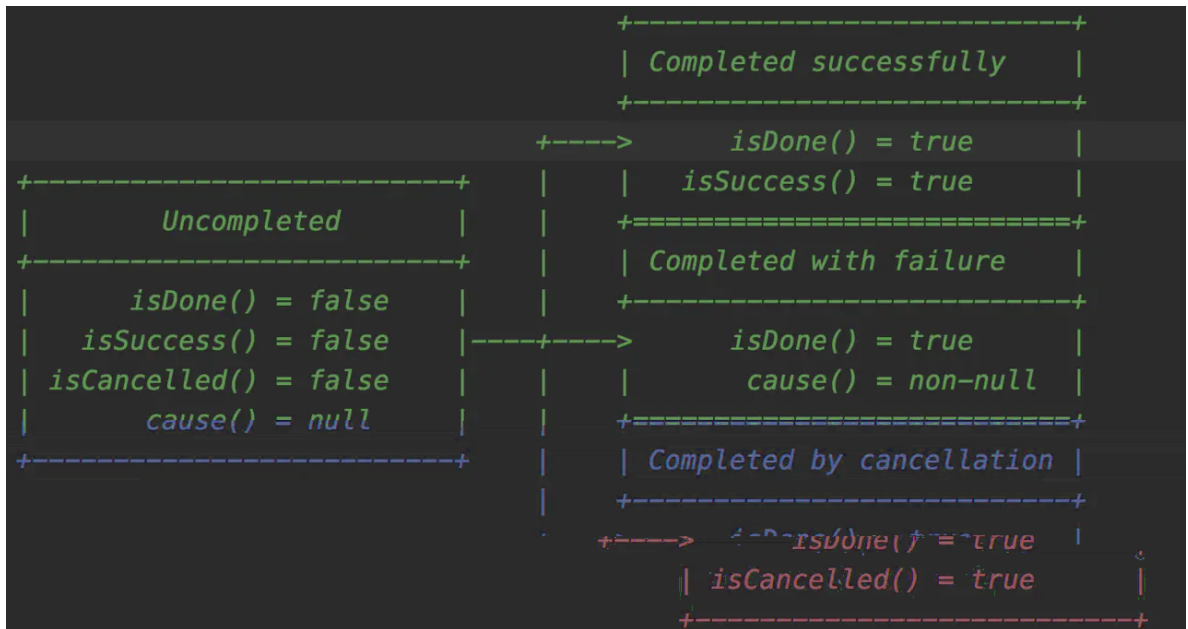 +---------------------------+
| Completed successfully    |
+---------------------------+
+---->      isDone() = true      |
+--------------------------+    |    |   isSuccess() = true      |
|        Uncompleted       |    |    +===========================+
+--------------------------+    |    | Completed with failure    |
|      isDone() = false    |    |    +---------------------------+
|   isSuccess() = false    |----+---->      isDone() = true      |
| isCancelled() = false    |    |    |       cause() = non-null  |
|       cause() = null     |    |    +===========================+
+--------------------------+    |    | Completed by cancellation |
|    +---------------------------+
+---->      isDone() = true
| isCancelled() = true      |
+---------------------------+